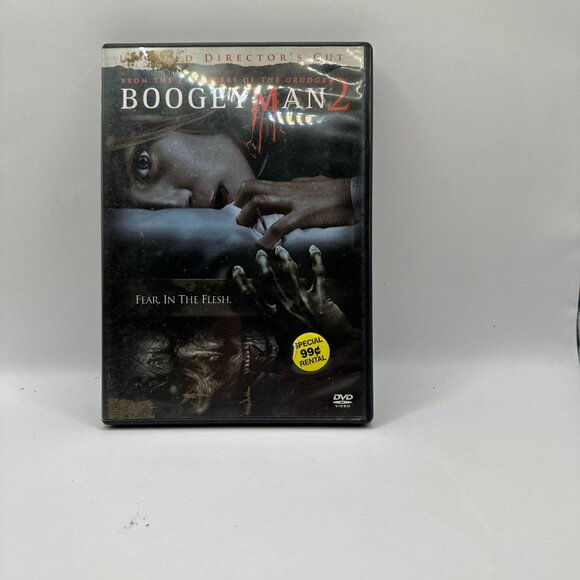 DIRECTOR'S CUT
FROM THE OF THE GRUDGE
BOOGEYMAN 2
FEAR. IN THE FLESH.
SPECIAL
99¢
RENTAL
DVD
VIDEO